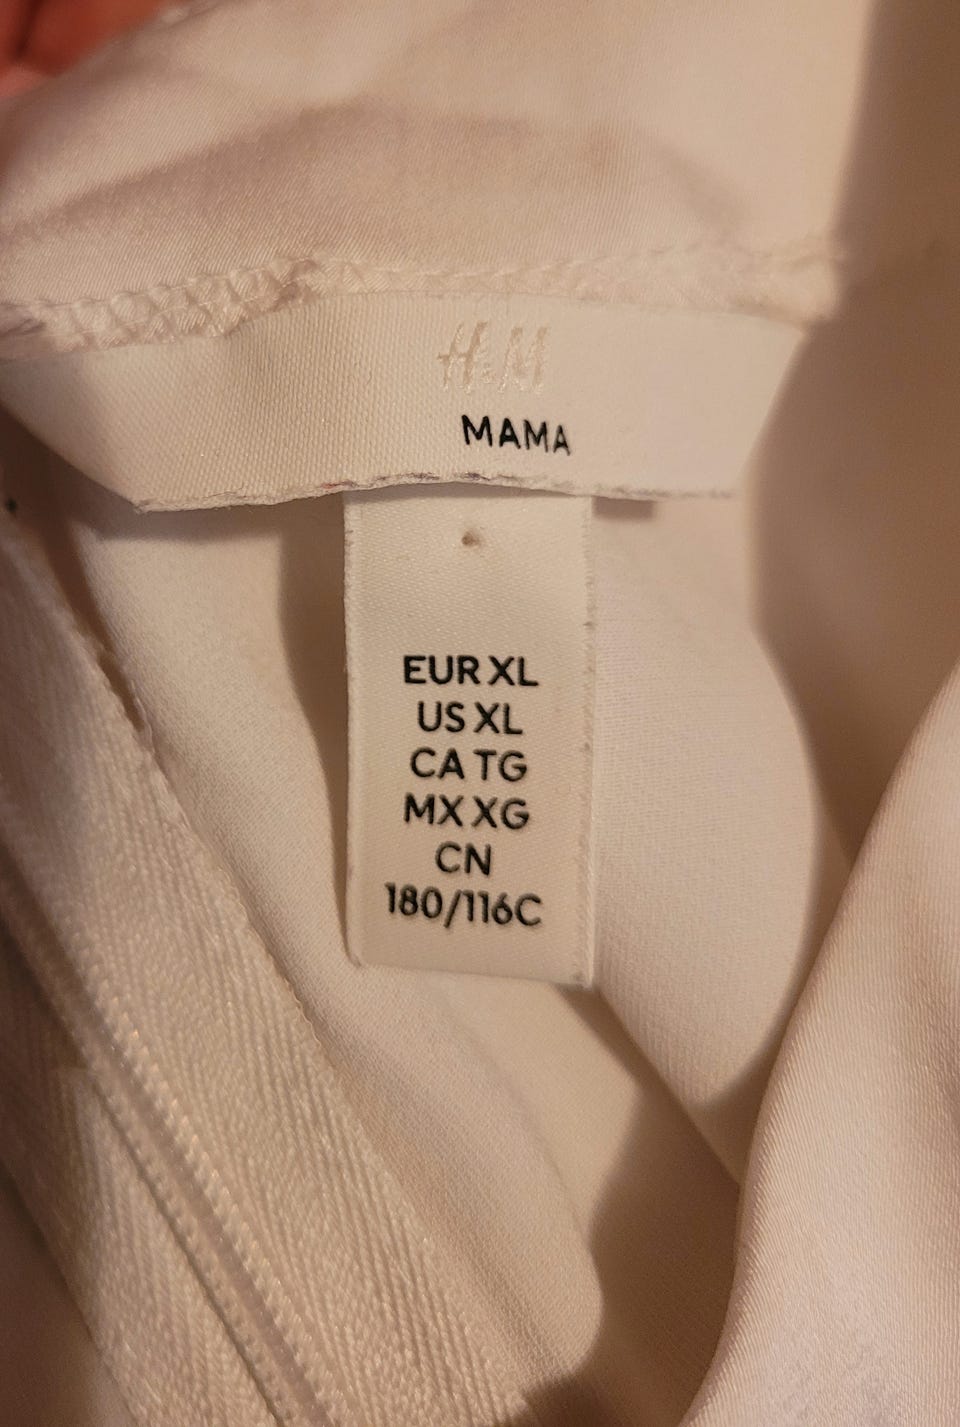 H&M
MAMA
EUR XL
US XL
CA TG
MX XG
CN
180/116C